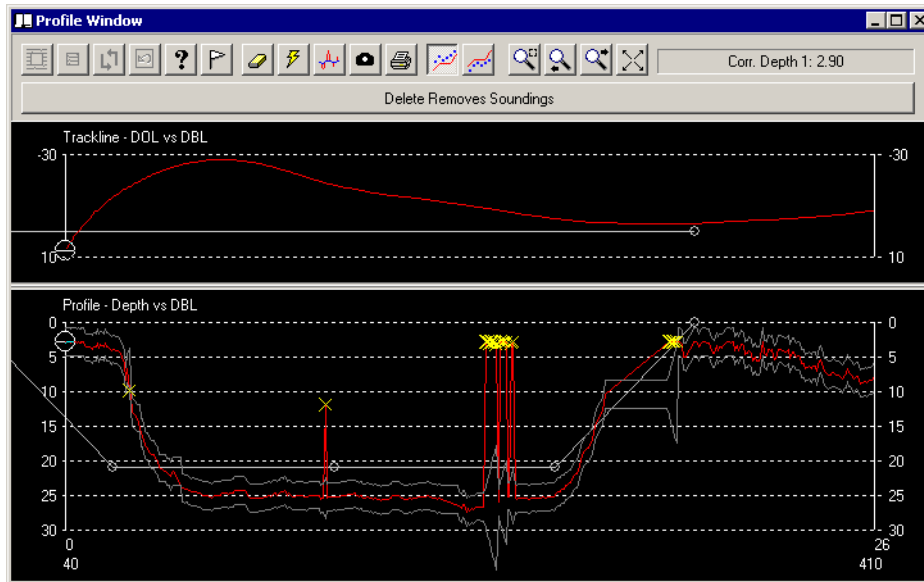 Profile Window
? Corr. Depth 1: 2.90
Delete Removes Soundings
Trackline - DOL vs DBL
-30 -30
10 10
Profile - Depth vs DBL
0 0
5 5
10 10
15 15
20 20
25 25
30 30
0 26
40 410